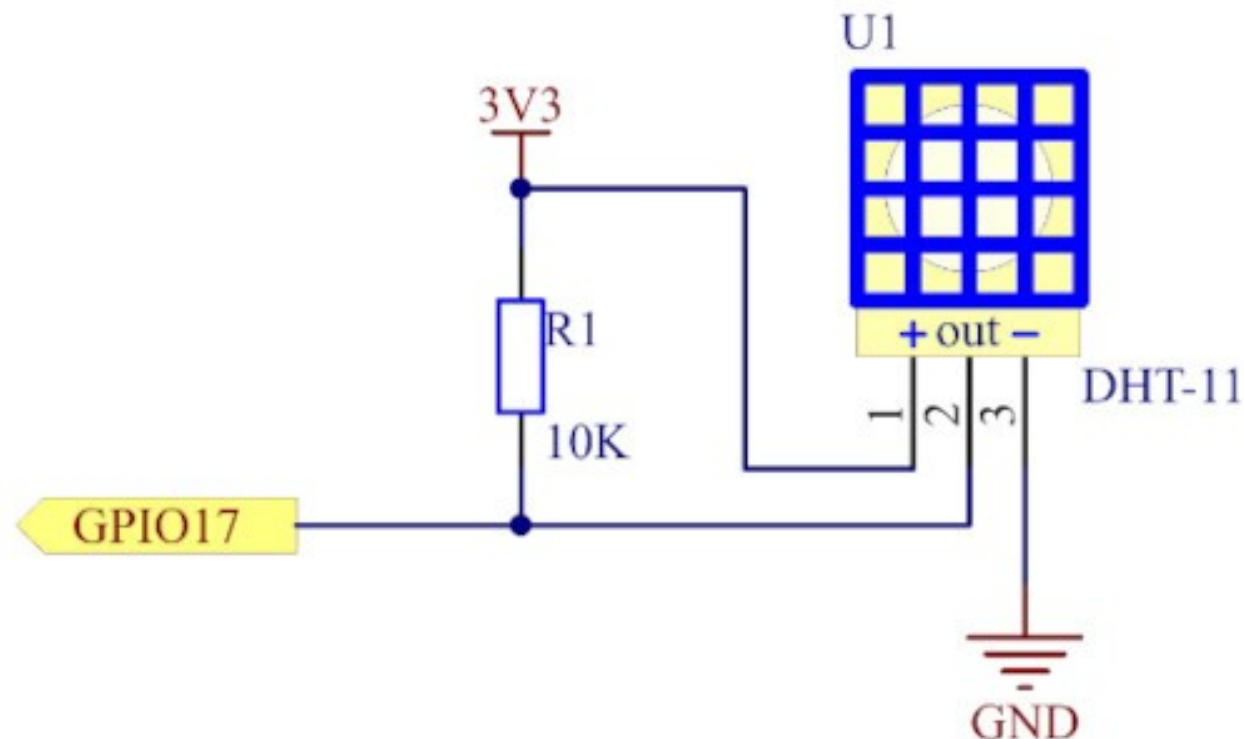 U1
3V3
R1
+ out −
DHT-11
1
2
3
10K
GPIO17
GND